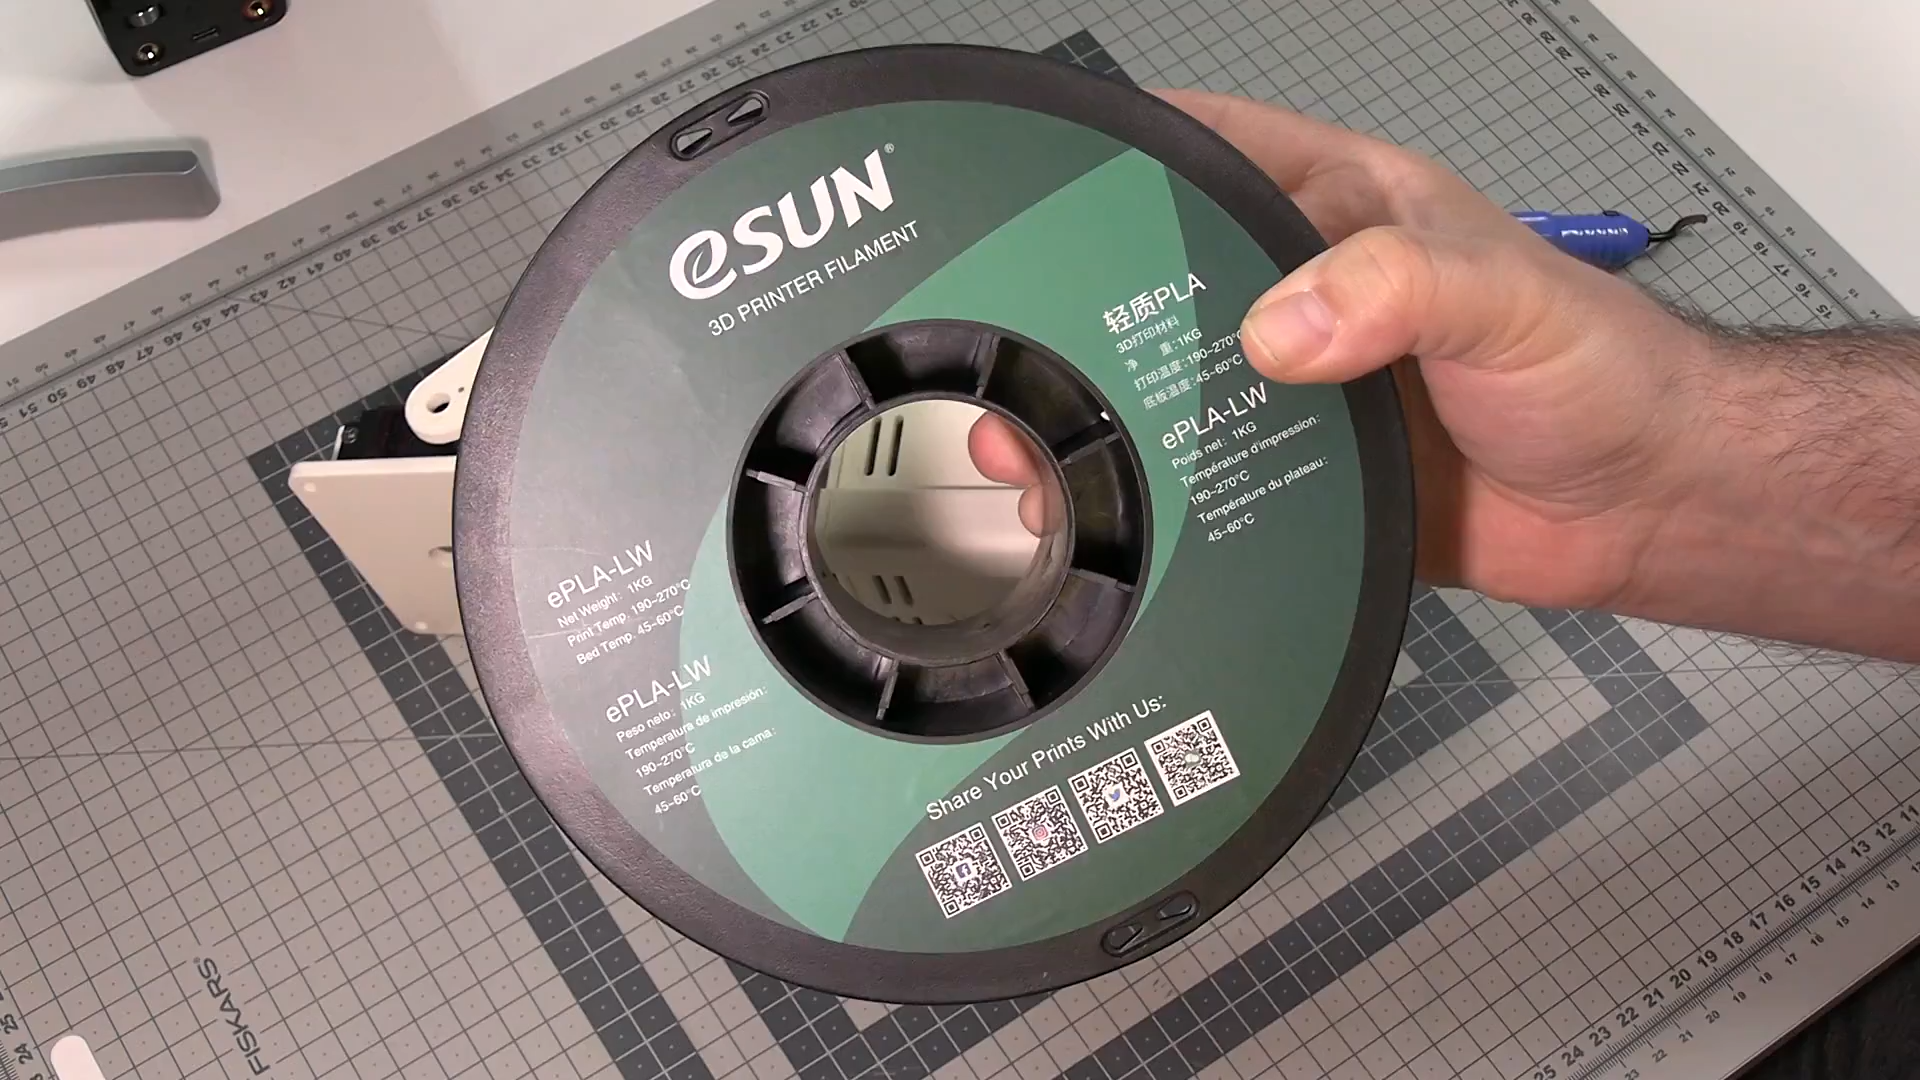 eSUN®
3D PRINTER FILAMENT
轻质PLA
3D打印材料
净 重:1KG
打印温度:190~270°C
底板温度:45~60°C
ePLA-LW
Poids net: 1KG
Température d'impression:
190~270°C
Température du plateau:
45~60°C
ePLA-LW
Net Weight: 1KG
Print Temp. 190~270°C
Bed Temp. 45~60°C
ePLA-LW
Peso neto: 1KG
Temperatura de impresión:
190~270°C
Temperatura de la cama:
45~60°C
Share Your Prints With Us:
FISKARS